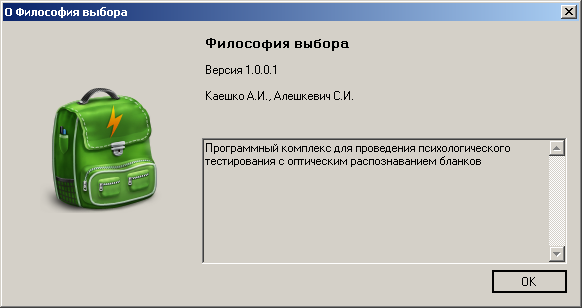 О Философия выбора
Философия выбора
Версия 1.0.0.1
Каешко А.И., Алешкевич С.И.
Программный комплекс для проведения психологического
тестирования с оптическим распознаванием бланков
OK